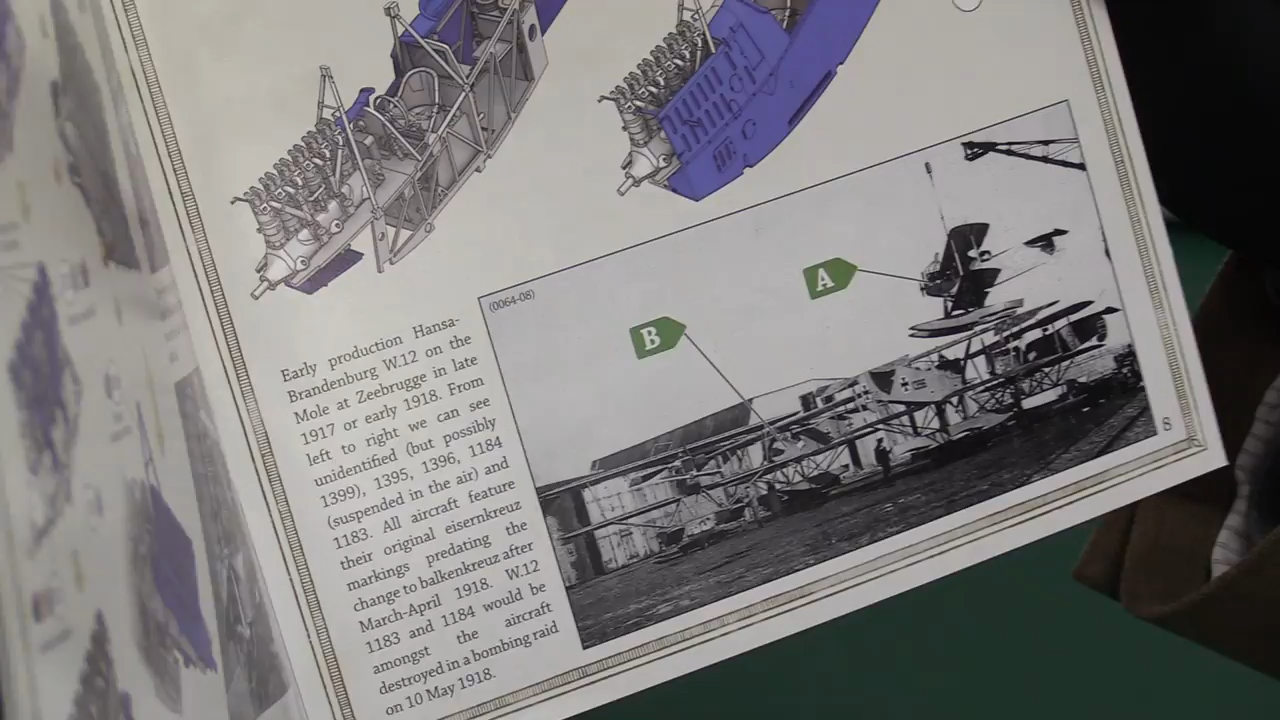 (0064-08)
A
B
Early production Hansa-
Brandenburg W.12 on the
Mole at Zeebrugge in late
1917 or early 1918. From
left to right we can see
unidentified (but possibly
1399), 1395, 1396, 1184
(suspended in the air) and
1183. All aircraft feature
their original eisernkreuz
markings predating the
change to balkenkreuz after
March-April 1918. W.12
1183 and 1184 would be
amongst the aircraft
destroyed in a bombing raid
on 10 May 1918.
8